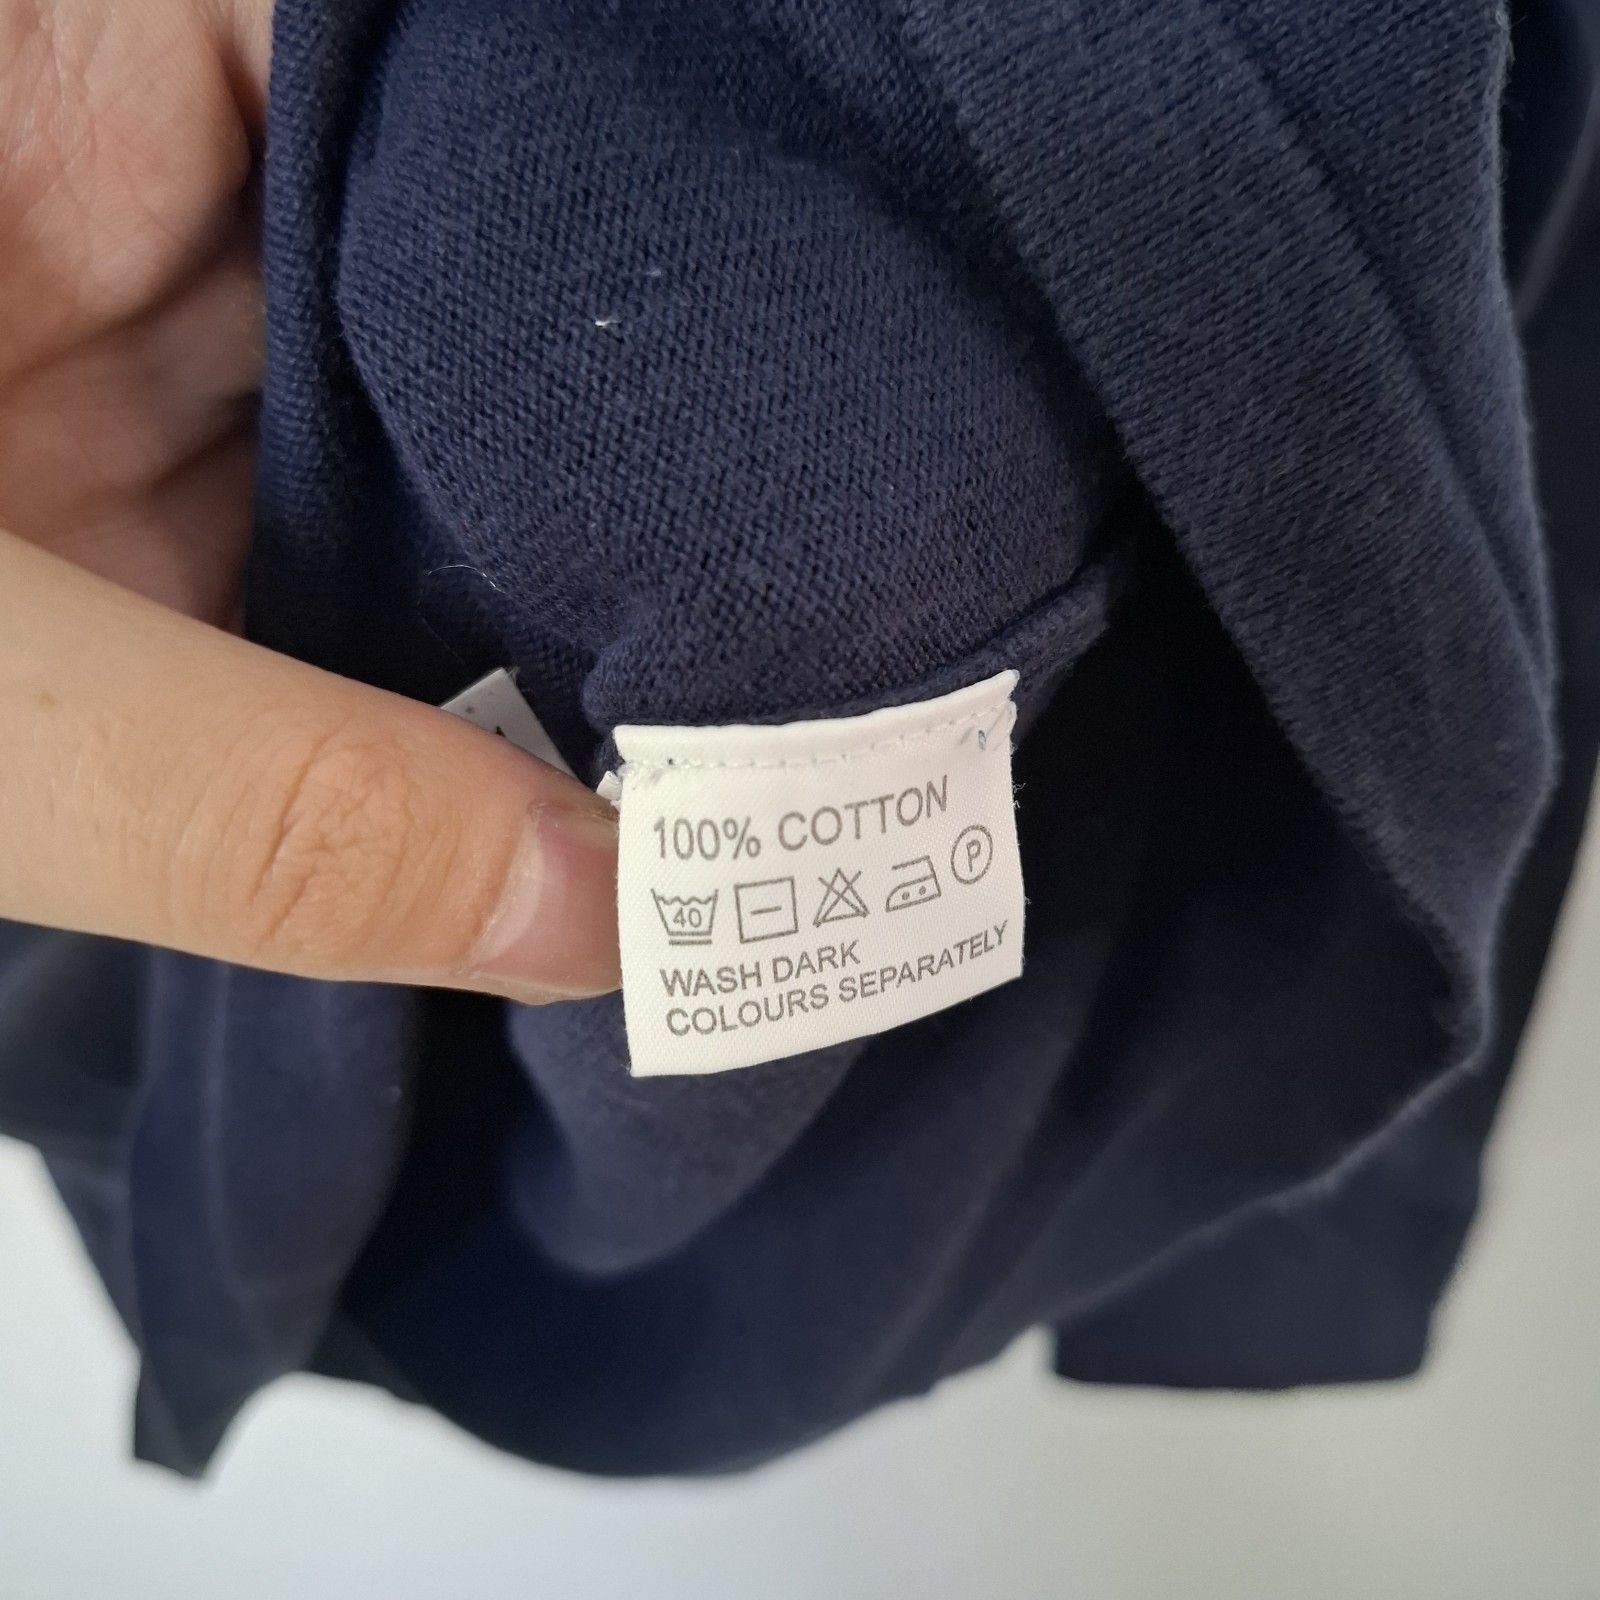 100% COTTON
40 P
WASH DARK
COLOURS SEPARATELY